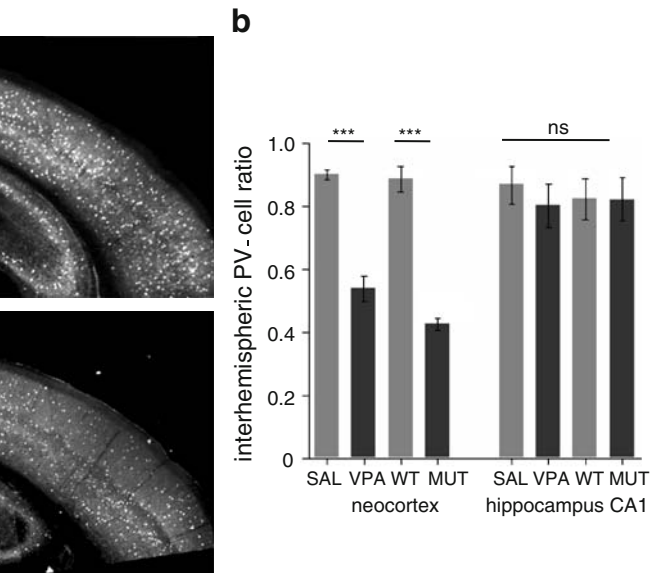 b
*** *** ns
interhemispheric PV-cell ratio
1.0
0.8
0.6
0.4
0.2
0
SAL VPA WT MUT SAL VPA WT MUT
neocortex hippocampus CA1